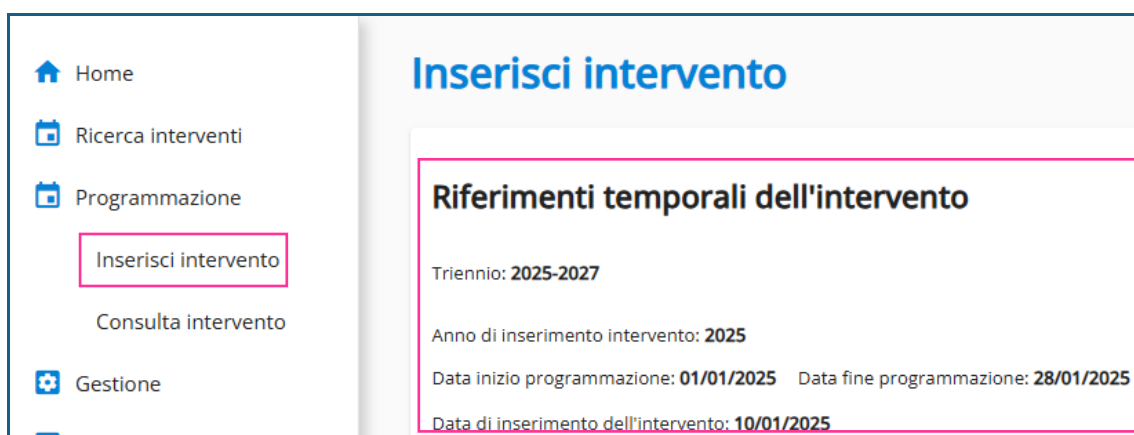 Home
Ricerca interventi
Programmazione
Inserisci intervento
Consulta intervento
Gestione
Inserisci intervento
Riferimenti temporali dell'intervento
Triennio: 2025-2027
Anno di inserimento intervento: 2025
Data inizio programmazione: 01/01/2025 Data fine programmazione: 28/01/2025
Data di inserimento dell'intervento: 10/01/2025